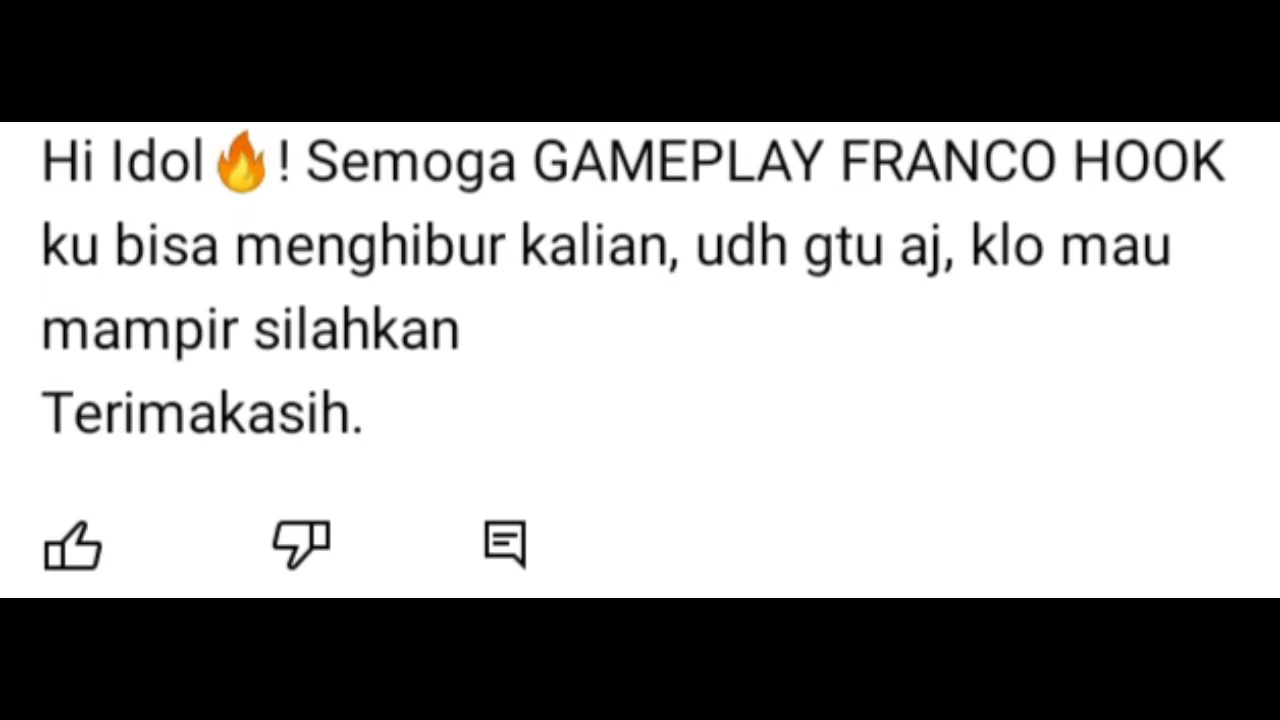 Hi Idol🔥! Semoga GAMEPLAY FRANCO HOOK
ku bisa menghibur kalian, udh gtu aj, klo mau
mampir silahkan
Terimakasih.